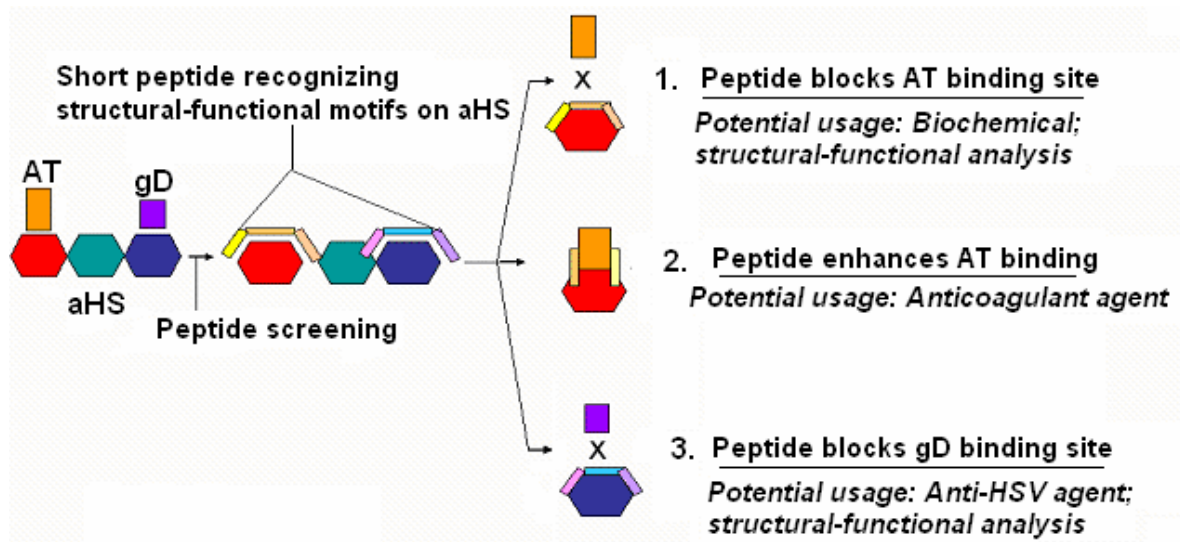 Short peptide recognizing
structural-functional motifs on aHS
AT
gD
aHS
Peptide screening
X
1. Peptide blocks AT binding site
Potential usage: Biochemical;
structural-functional analysis
2. Peptide enhances AT binding
Potential usage: Anticoagulant agent
X
3. Peptide blocks gD binding site
Potential usage: Anti-HSV agent;
structural-functional analysis